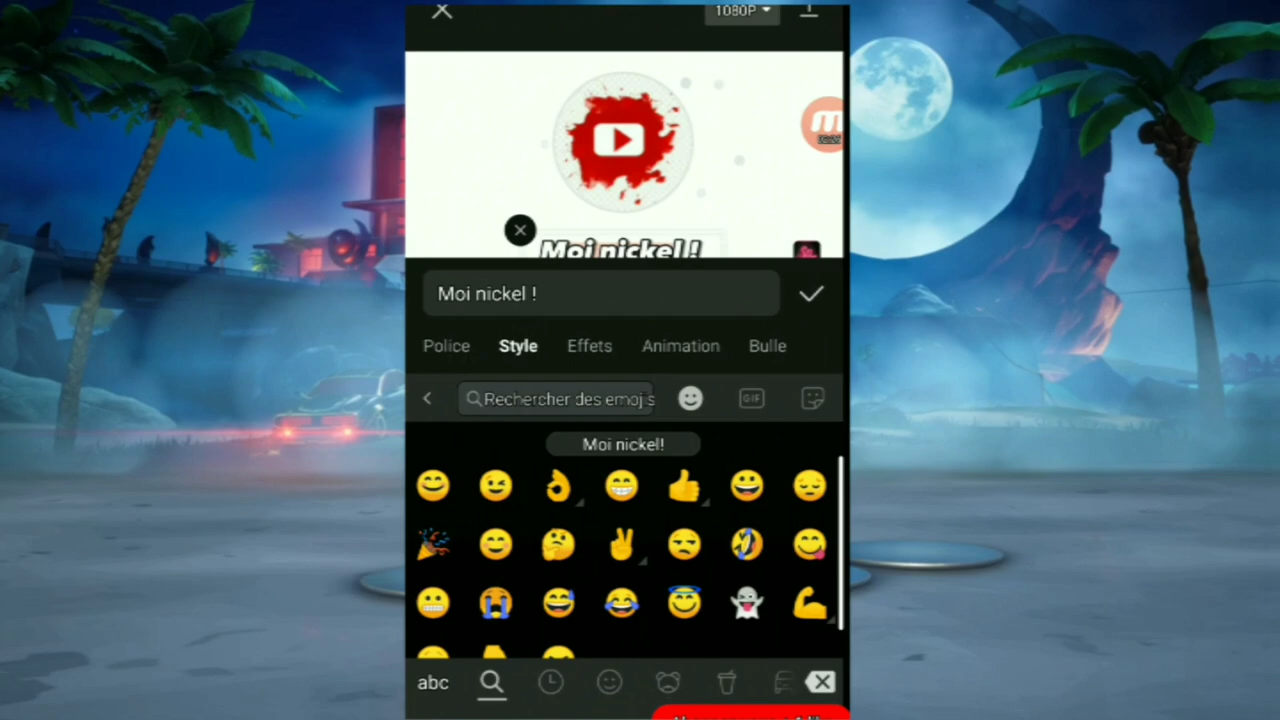 1080P
Moi nickel !
Moi nickel !
Police Style Effets Animation Bulle
Rechercher des emojis
GIF
Moi nickel!
abc